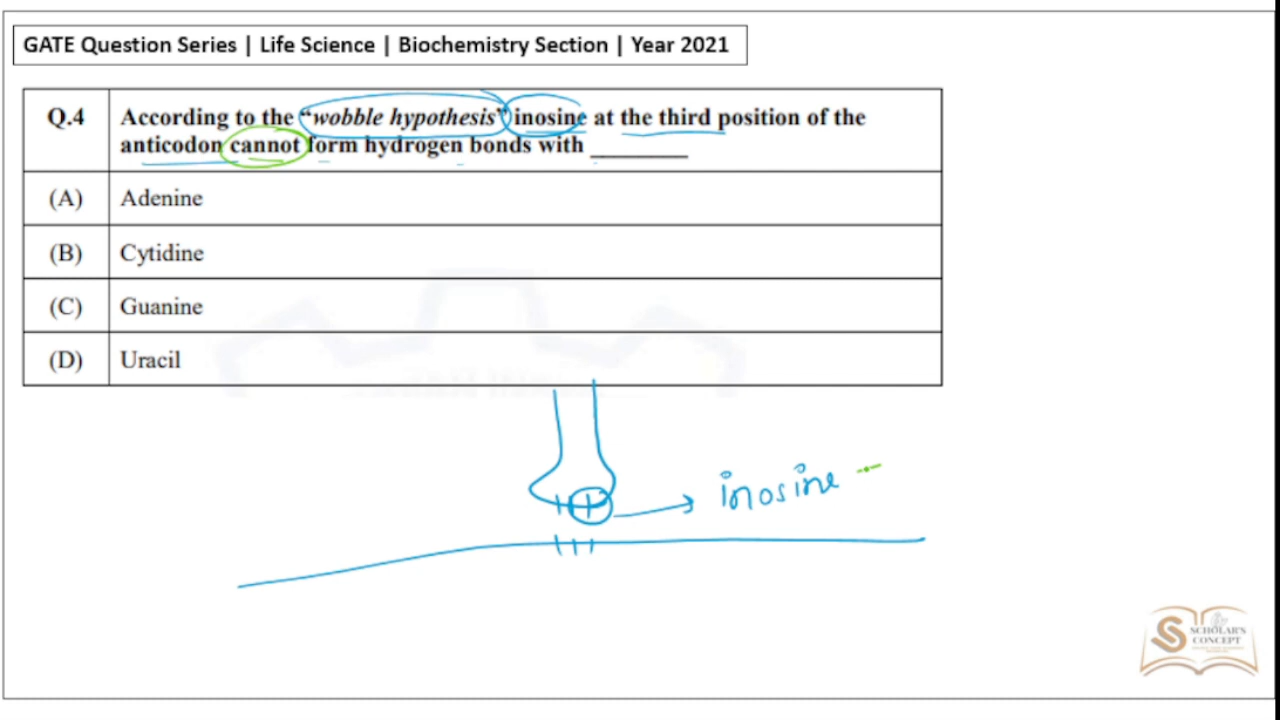 GATE Question Series | Life Science | Biochemistry Section | Year 2021
Q.4 According to the "wobble hypothesis" inosine at the third position of the
anticodon cannot form hydrogen bonds with ________
(A) Adenine
(B) Cytidine
(C) Guanine
(D) Uracil
inosine
SCHOLAR'S
CONCEPT